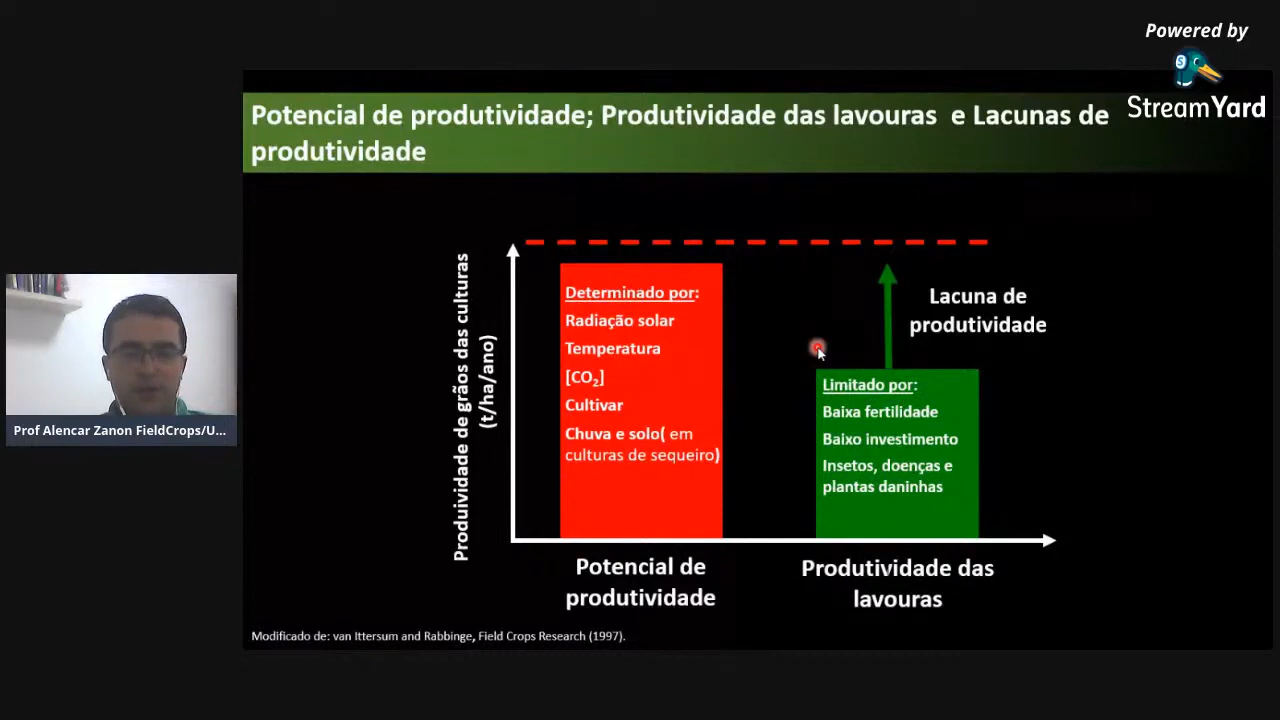 Powered by
StreamYard
Potencial de produtividade; Produtividade das lavouras e Lacunas de
produtividade
Produividade de grãos das culturas
(t/ha/ano)
Determinado por:
Radiação solar
Temperatura
[CO₂]
Cultivar
Chuva e solo( em
culturas de sequeiro)
Lacuna de
produtividade
Limitado por:
Baixa fertilidade
Baixo investimento
Insetos, doenças e
plantas daninhas
Potencial de
produtividade
Produtividade das
lavouras
Modificado de: van Ittersum and Rabbinge, Field Crops Research (1997).
Prof Alencar Zanon FieldCrops/U...